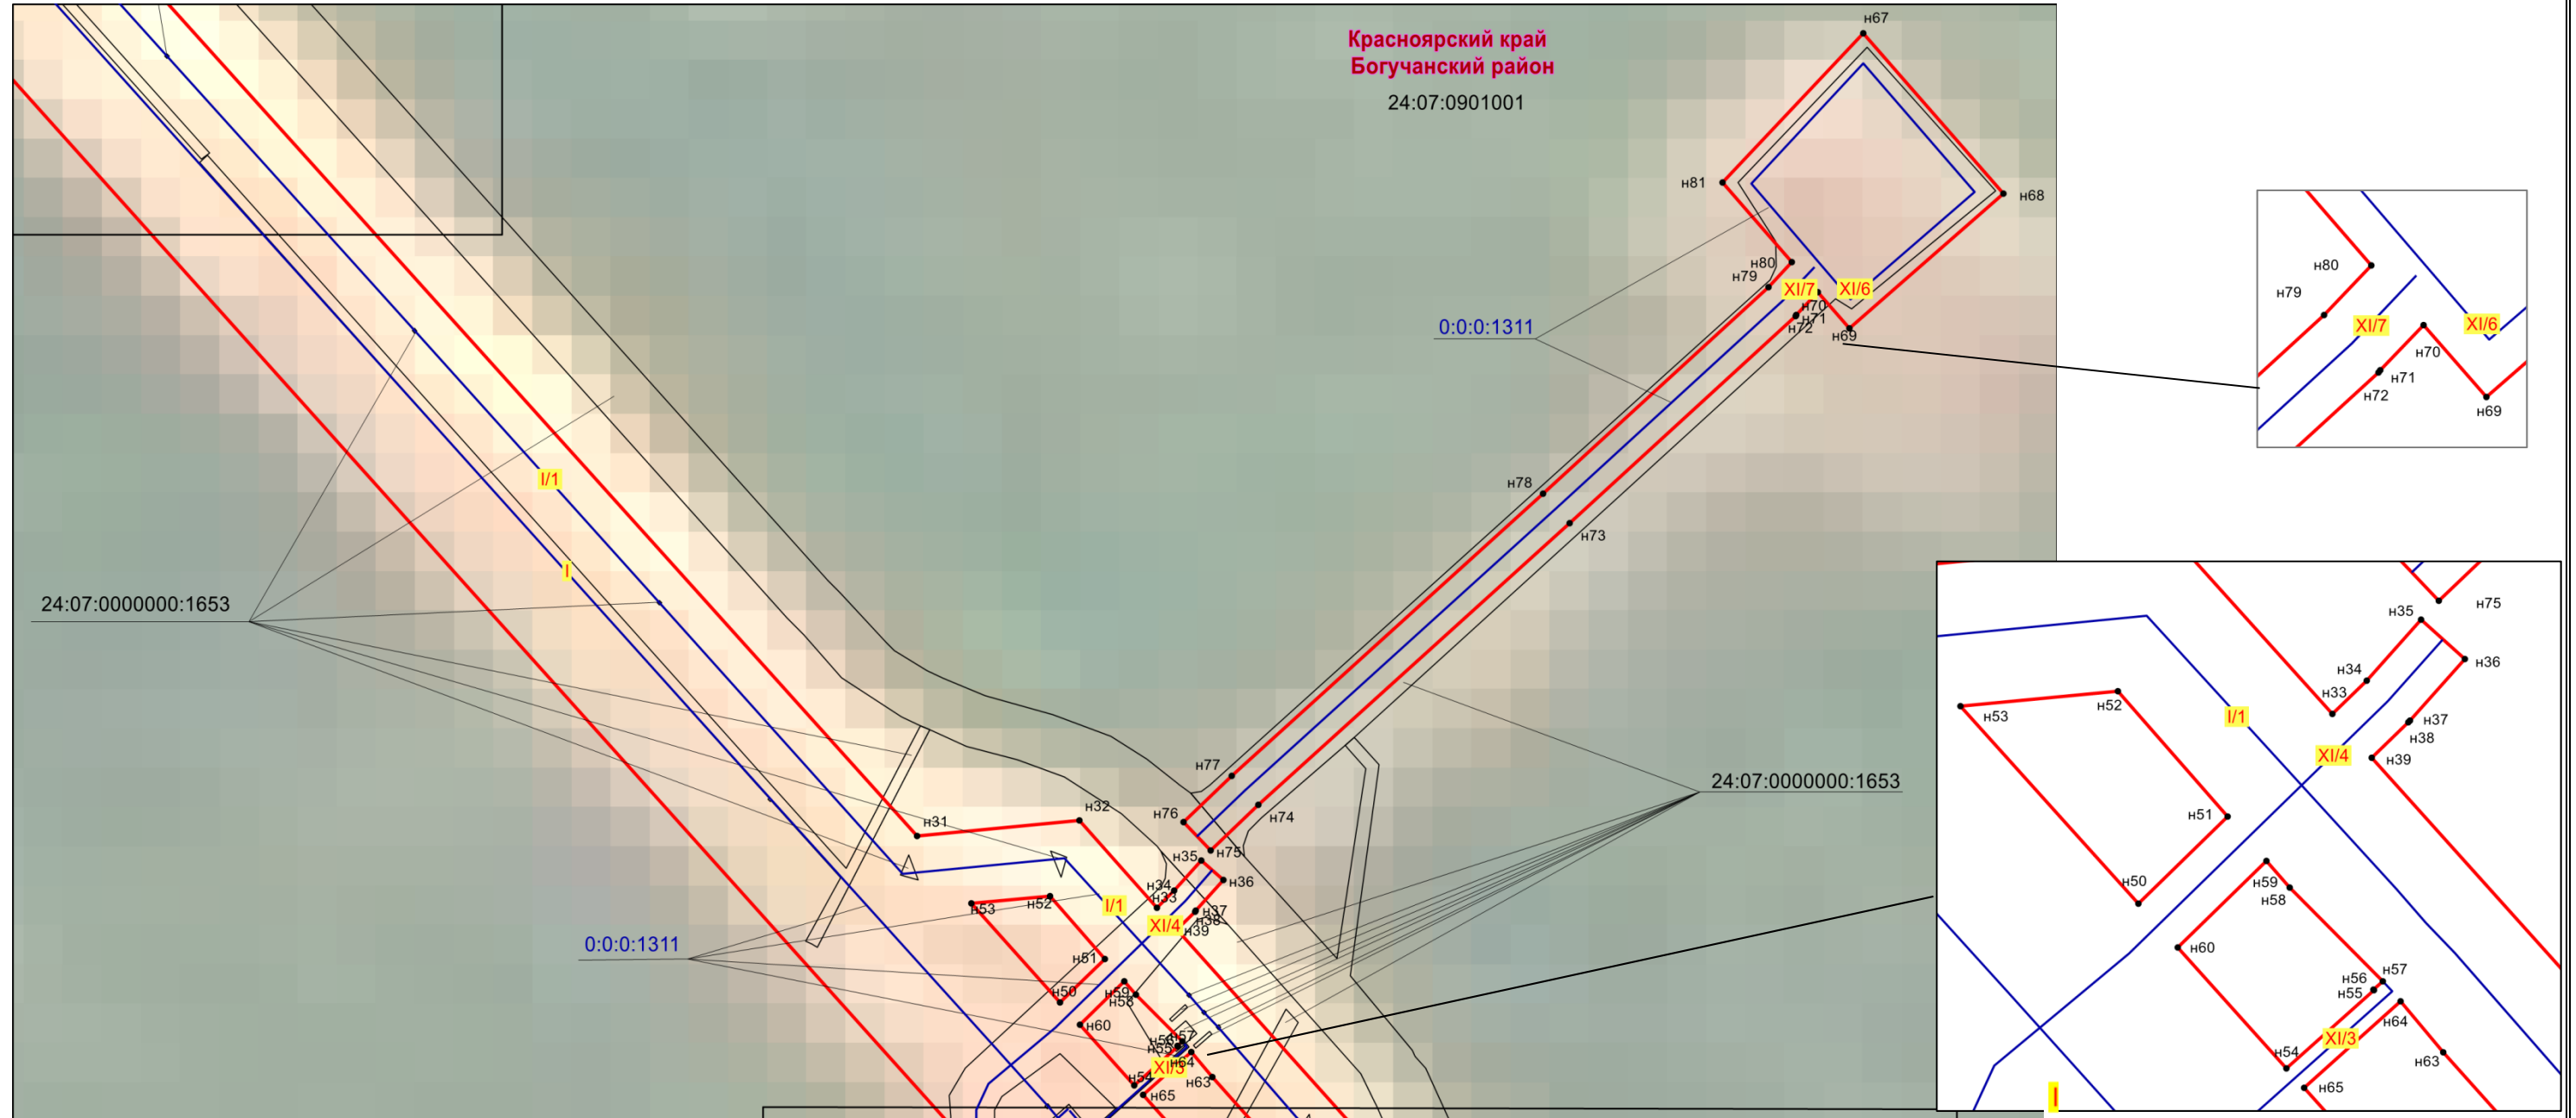 Красноярский край
Богучанский район
24:07:0901001
н67
н81
н68
н80
н79
XI/7
XI/6
н70
н71
н72
н69
0:0:0:1311
н78
н73
I/1
I
24:07:0000000:1653
н77
н76
н74
н75
24:07:0000000:1653
н31
н32
н35
н36
н34
н33
н37
н38
н39
I/1
XI/4
н53
н52
0:0:0:1311
н51
н50
н59
н58
н60
н57
н56
н55
н64
XI/3
н54
н63
н65
н80
н79
XI/7
XI/6
н70
н71
н72
н69
н75
н35
н36
н34
н33
н37
н38
н39
н53
н52
I/1
XI/4
н51
н50
н59
н58
н60
н57
н56
н55
н64
XI/3
н54
н63
н65
I